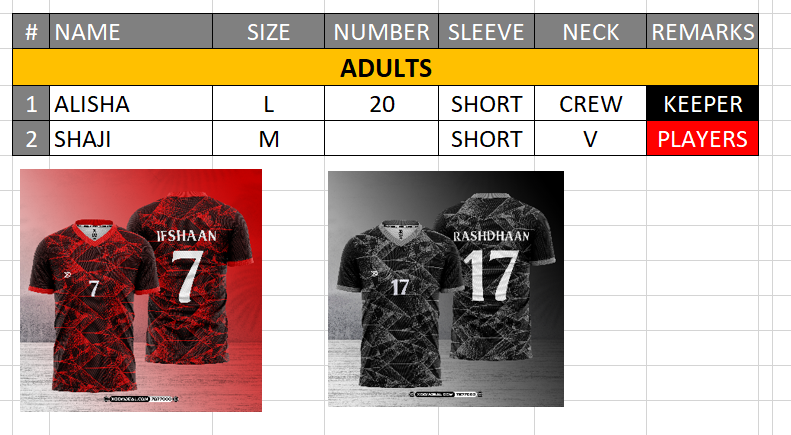 # NAME SIZE NUMBER SLEEVE NECK REMARKS
ADULTS
1 ALISHA L 20 SHORT CREW KEEPER
2 SHAJI M SHORT V PLAYERS
IFSHAAN
7
7
RASHDHAAN
17
17
7877000